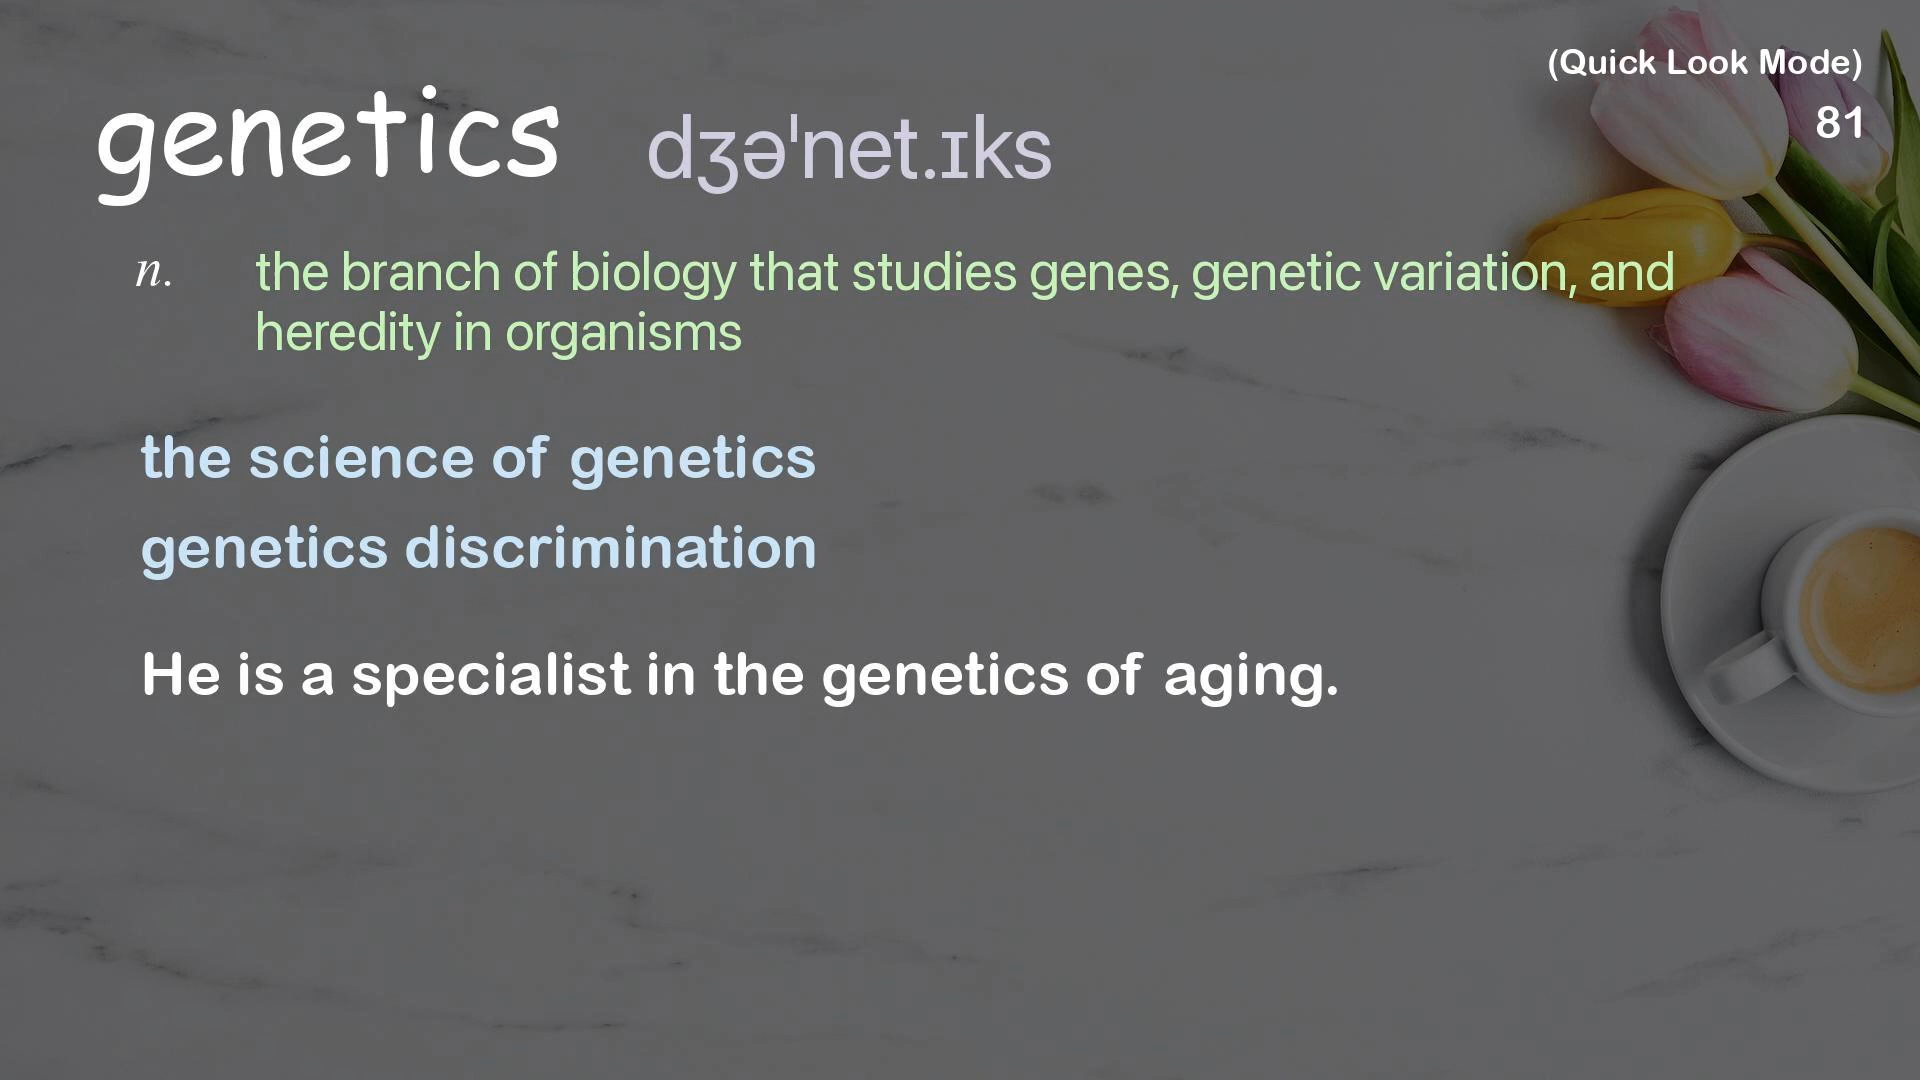 (Quick Look Mode)
81
genetics dʒəˈnet.ɪks
n. the branch of biology that studies genes, genetic variation, and
heredity in organisms
the science of genetics
genetics discrimination
He is a specialist in the genetics of aging.